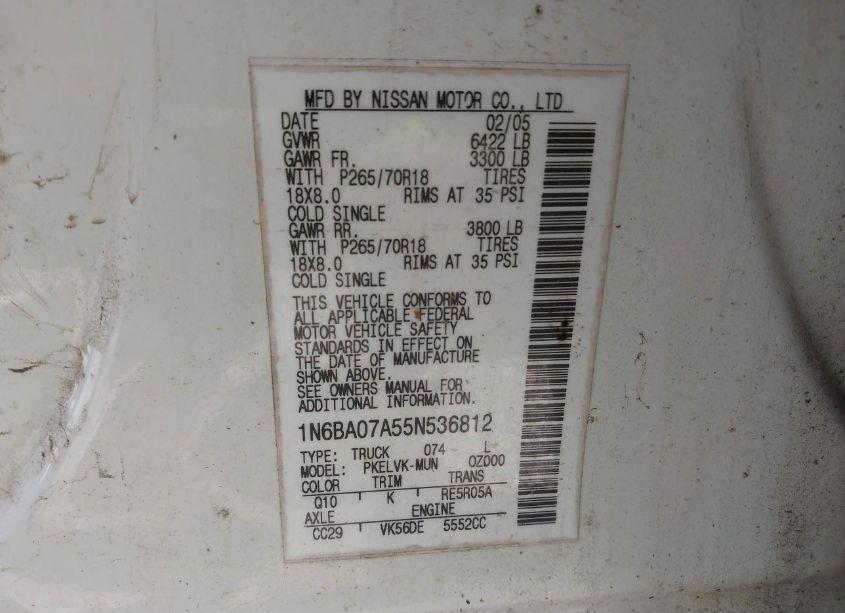 MFD BY NISSAN MOTOR CO., LTD
DATE 02/05
GVWR 6422 LB
GAWR FR. 3300 LB
WITH P265/70R18 TIRES
18X8.0 RIMS AT 35 PSI
COLD SINGLE
GAWR RR. 3800 LB
WITH P265/70R18 TIRES
18X8.0 RIMS AT 35 PSI
COLD SINGLE
THIS VEHICLE CONFORMS TO
ALL APPLICABLE FEDERAL
MOTOR VEHICLE SAFETY
STANDARDS IN EFFECT ON
THE DATE OF MANUFACTURE
SHOWN ABOVE.
SEE OWNERS MANUAL FOR
ADDITIONAL INFORMATION.
1N6BA07A55N536812
TYPE: TRUCK 074 L
MODEL: PKELVK-MUN 0Z000
COLOR TRIM TRANS
Q10 K RE5R05A
AXLE ENGINE
CC29 VK56DE 5552CC